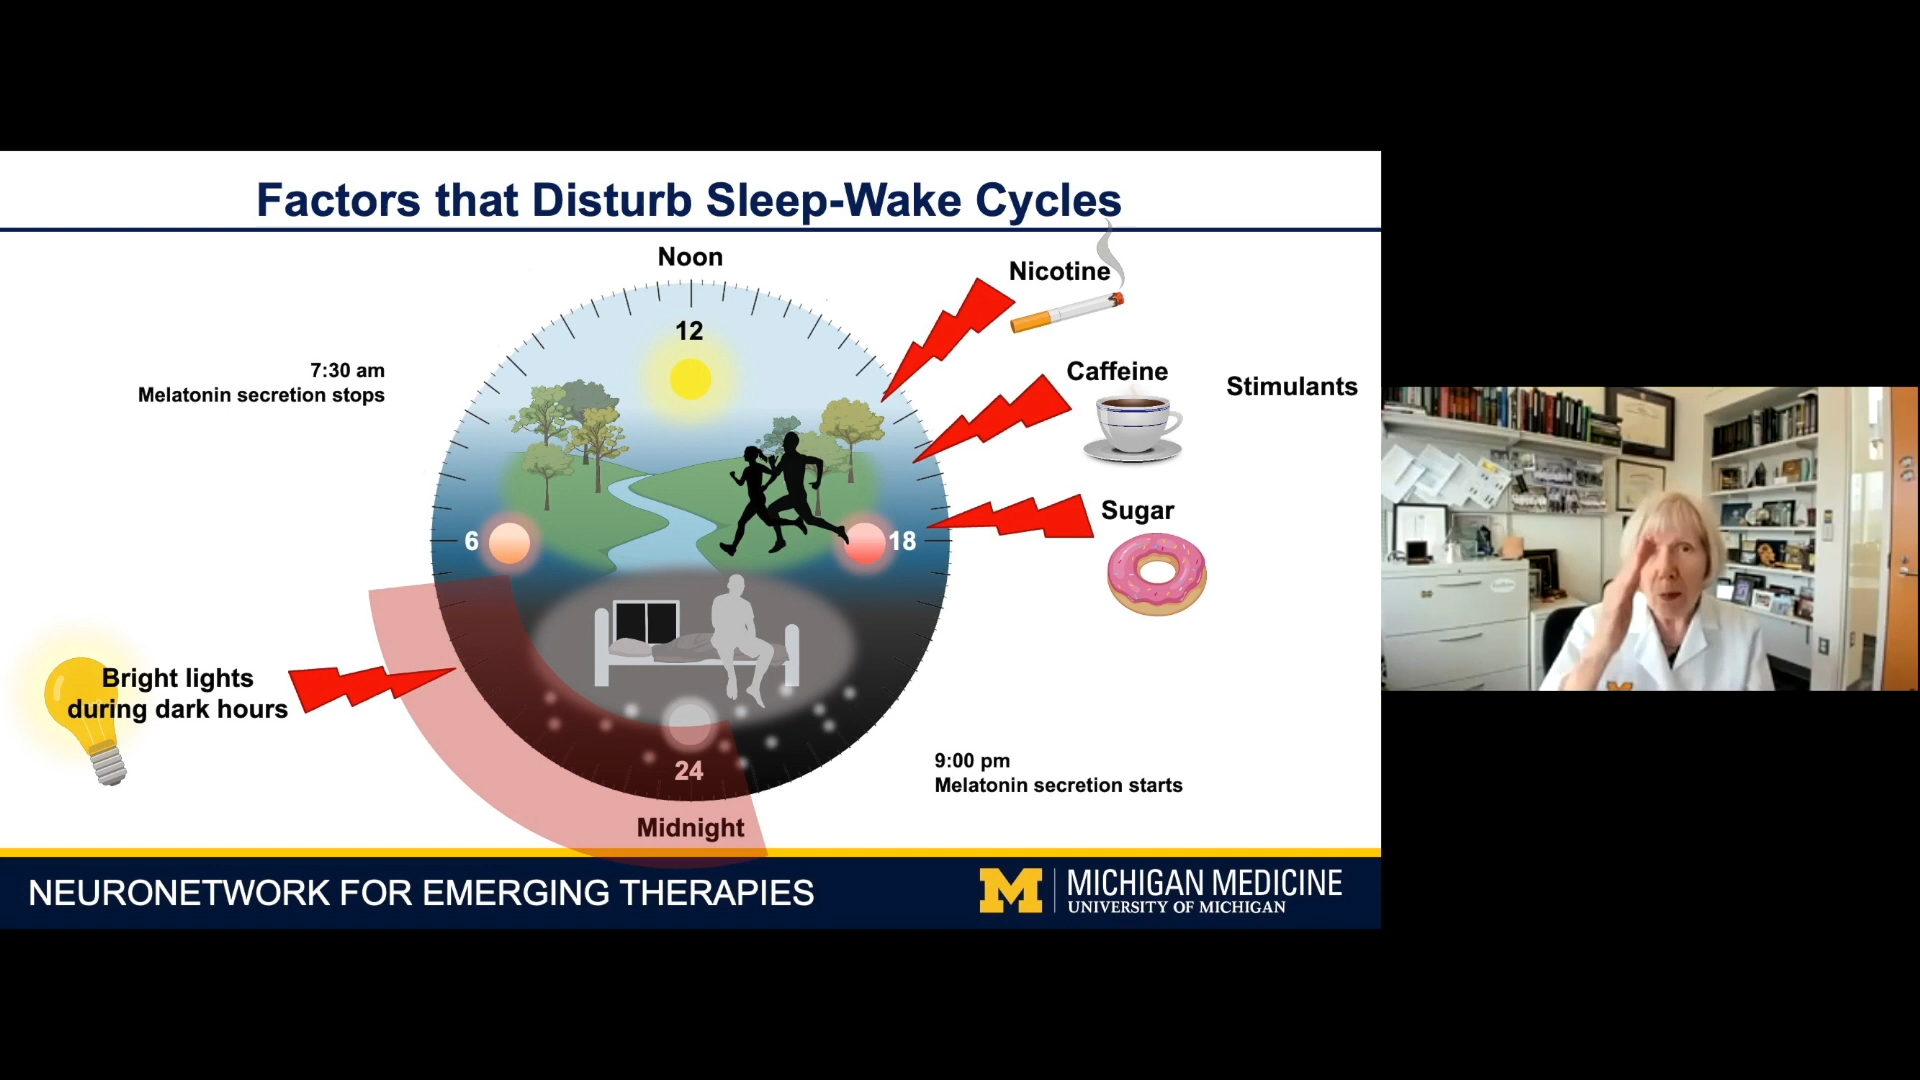 Factors that Disturb Sleep-Wake Cycles
Noon
Nicotine
12
7:30 am
Melatonin secretion stops
Caffeine
Stimulants
Sugar
6
18
Bright lights
during dark hours
9:00 pm
Melatonin secretion starts
24
Midnight
NEURONETWORK FOR EMERGING THERAPIES
M
MICHIGAN MEDICINE
UNIVERSITY OF MICHIGAN